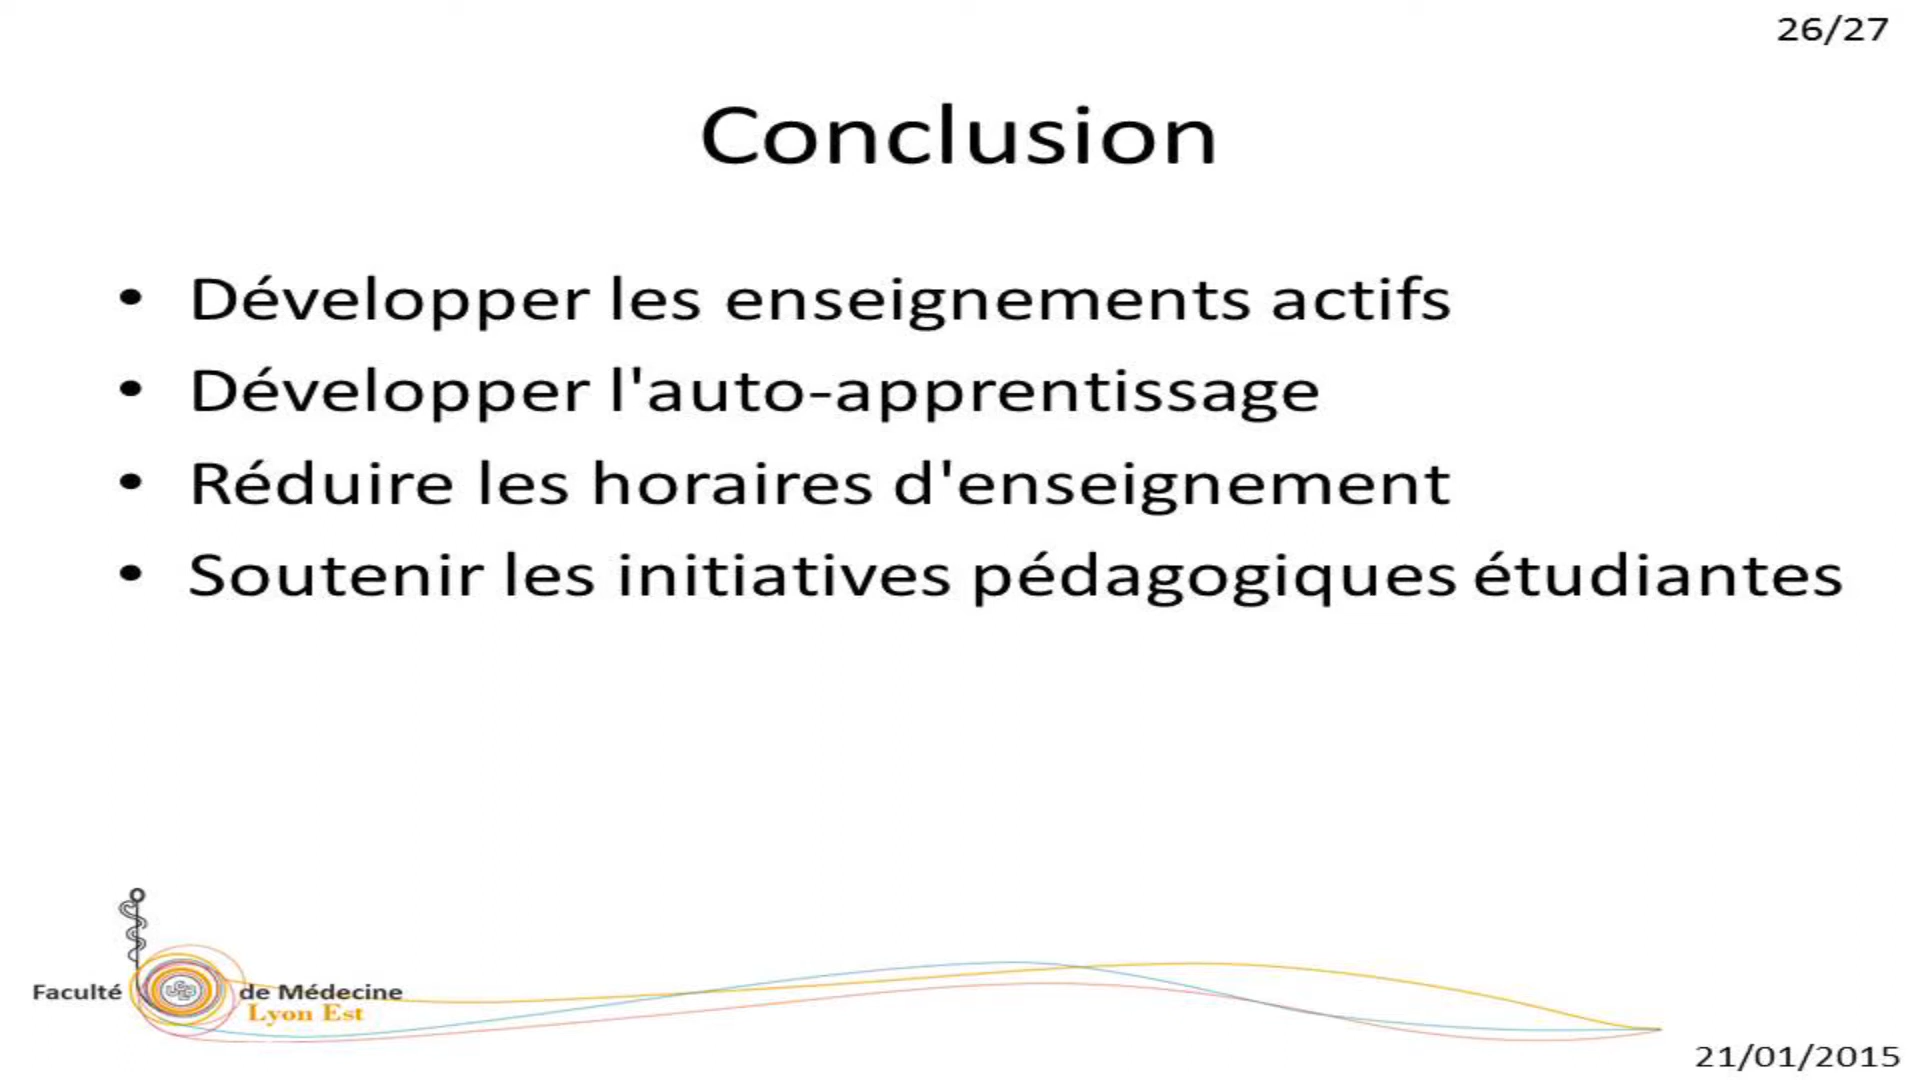 26/27
Conclusion
• Développer les enseignements actifs
• Développer l'auto-apprentissage
• Réduire les horaires d'enseignement
• Soutenir les initiatives pédagogiques étudiantes
Faculté de Médecine
Lyon Est
21/01/2015